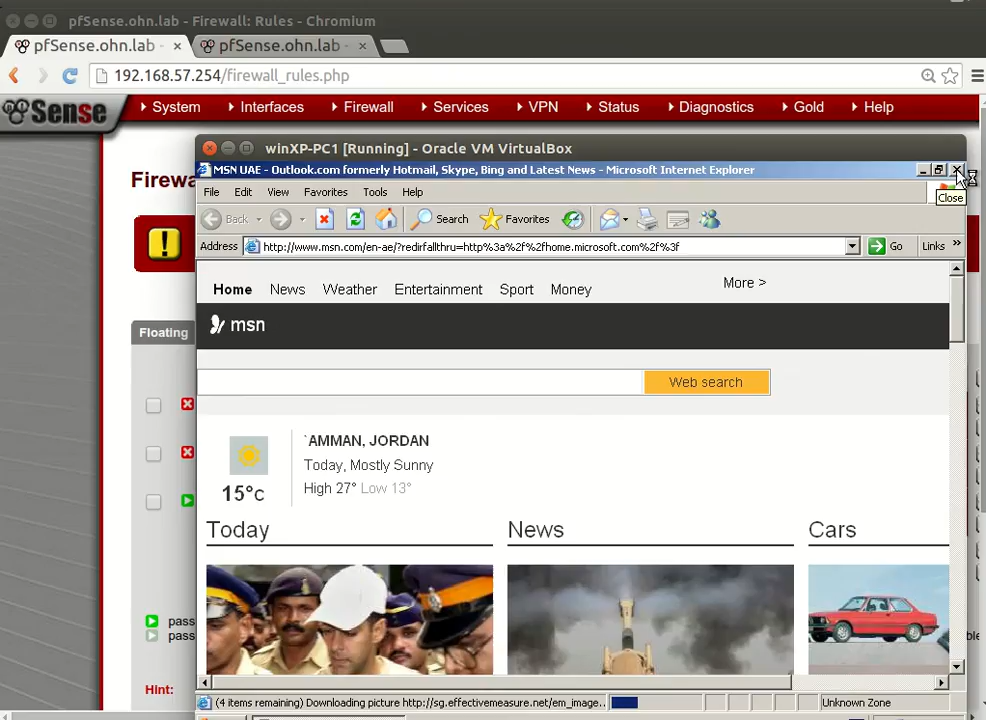 pfSense.ohn.lab - Firewall: Rules - Chromium
pfSense.ohn.lab -
pfSense.ohn.lab -
192.168.57.254/firewall_rules.php
Sense
System
Interfaces
Firewall
Services
VPN
Status
Diagnostics
Gold
Help
Firewa
winXP-PC1 [Running] - Oracle VM VirtualBox
MSN UAE - Outlook.com formerly Hotmail, Skype, Bing and Latest News - Microsoft Internet Explorer
Close
File Edit View Favorites Tools Help
Back Search Favorites
Address http://www.msn.com/en-ae/?redirfallthru=http%3a%2f%2fhome.microsoft.com%2f%3f Go Links »
Home News Weather Entertainment Sport Money More >
msn
Floating
Web search
`AMMAN, JORDAN
Today, Mostly Sunny
15°c
High 27° Low 13°
Today
News
Cars
pass
pass
ble
Hint:
(4 items remaining) Downloading picture http://sg.effectivemeasure.net/em_image.. Unknown Zone